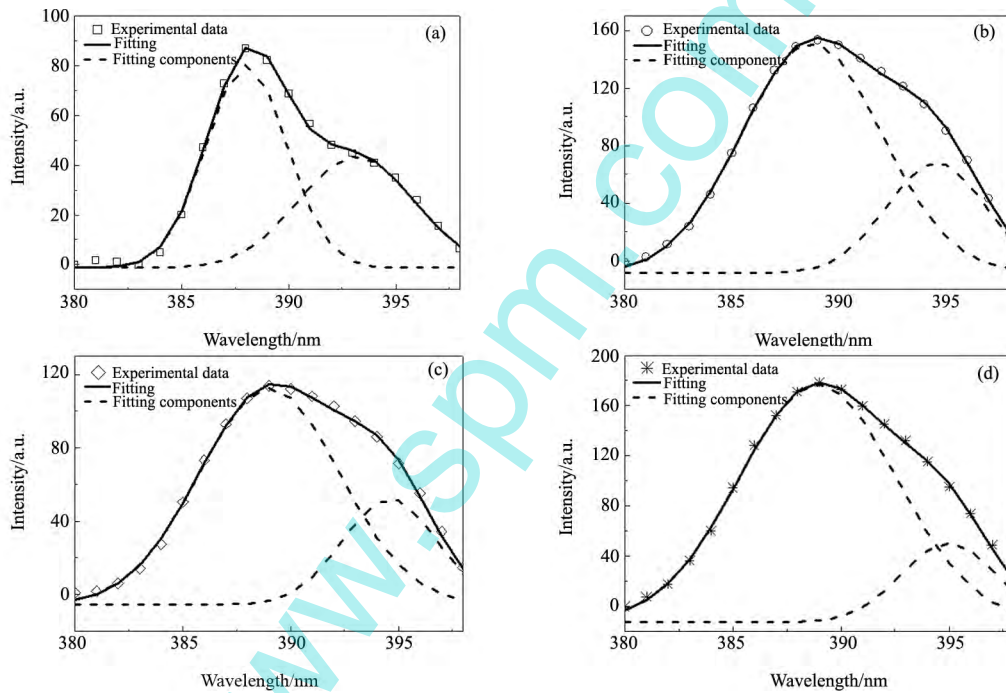 100
80
60
40
20
0
380
385
390
395
Intensity/a.u.
Wavelength/nm
Experimental data
Fitting
Fitting components
(a)
160
120
80
40
0
380
385
390
395
Intensity/a.u.
Wavelength/nm
Experimental data
Fitting
Fitting components
(b)
120
80
40
0
380
385
390
395
Intensity/a.u.
Wavelength/nm
Experimental data
Fitting
Fitting components
(c)
200
160
120
80
40
0
380
385
390
395
Intensity/a.u.
Wavelength/nm
Experimental data
Fitting
Fitting components
(d)
www.spm.com